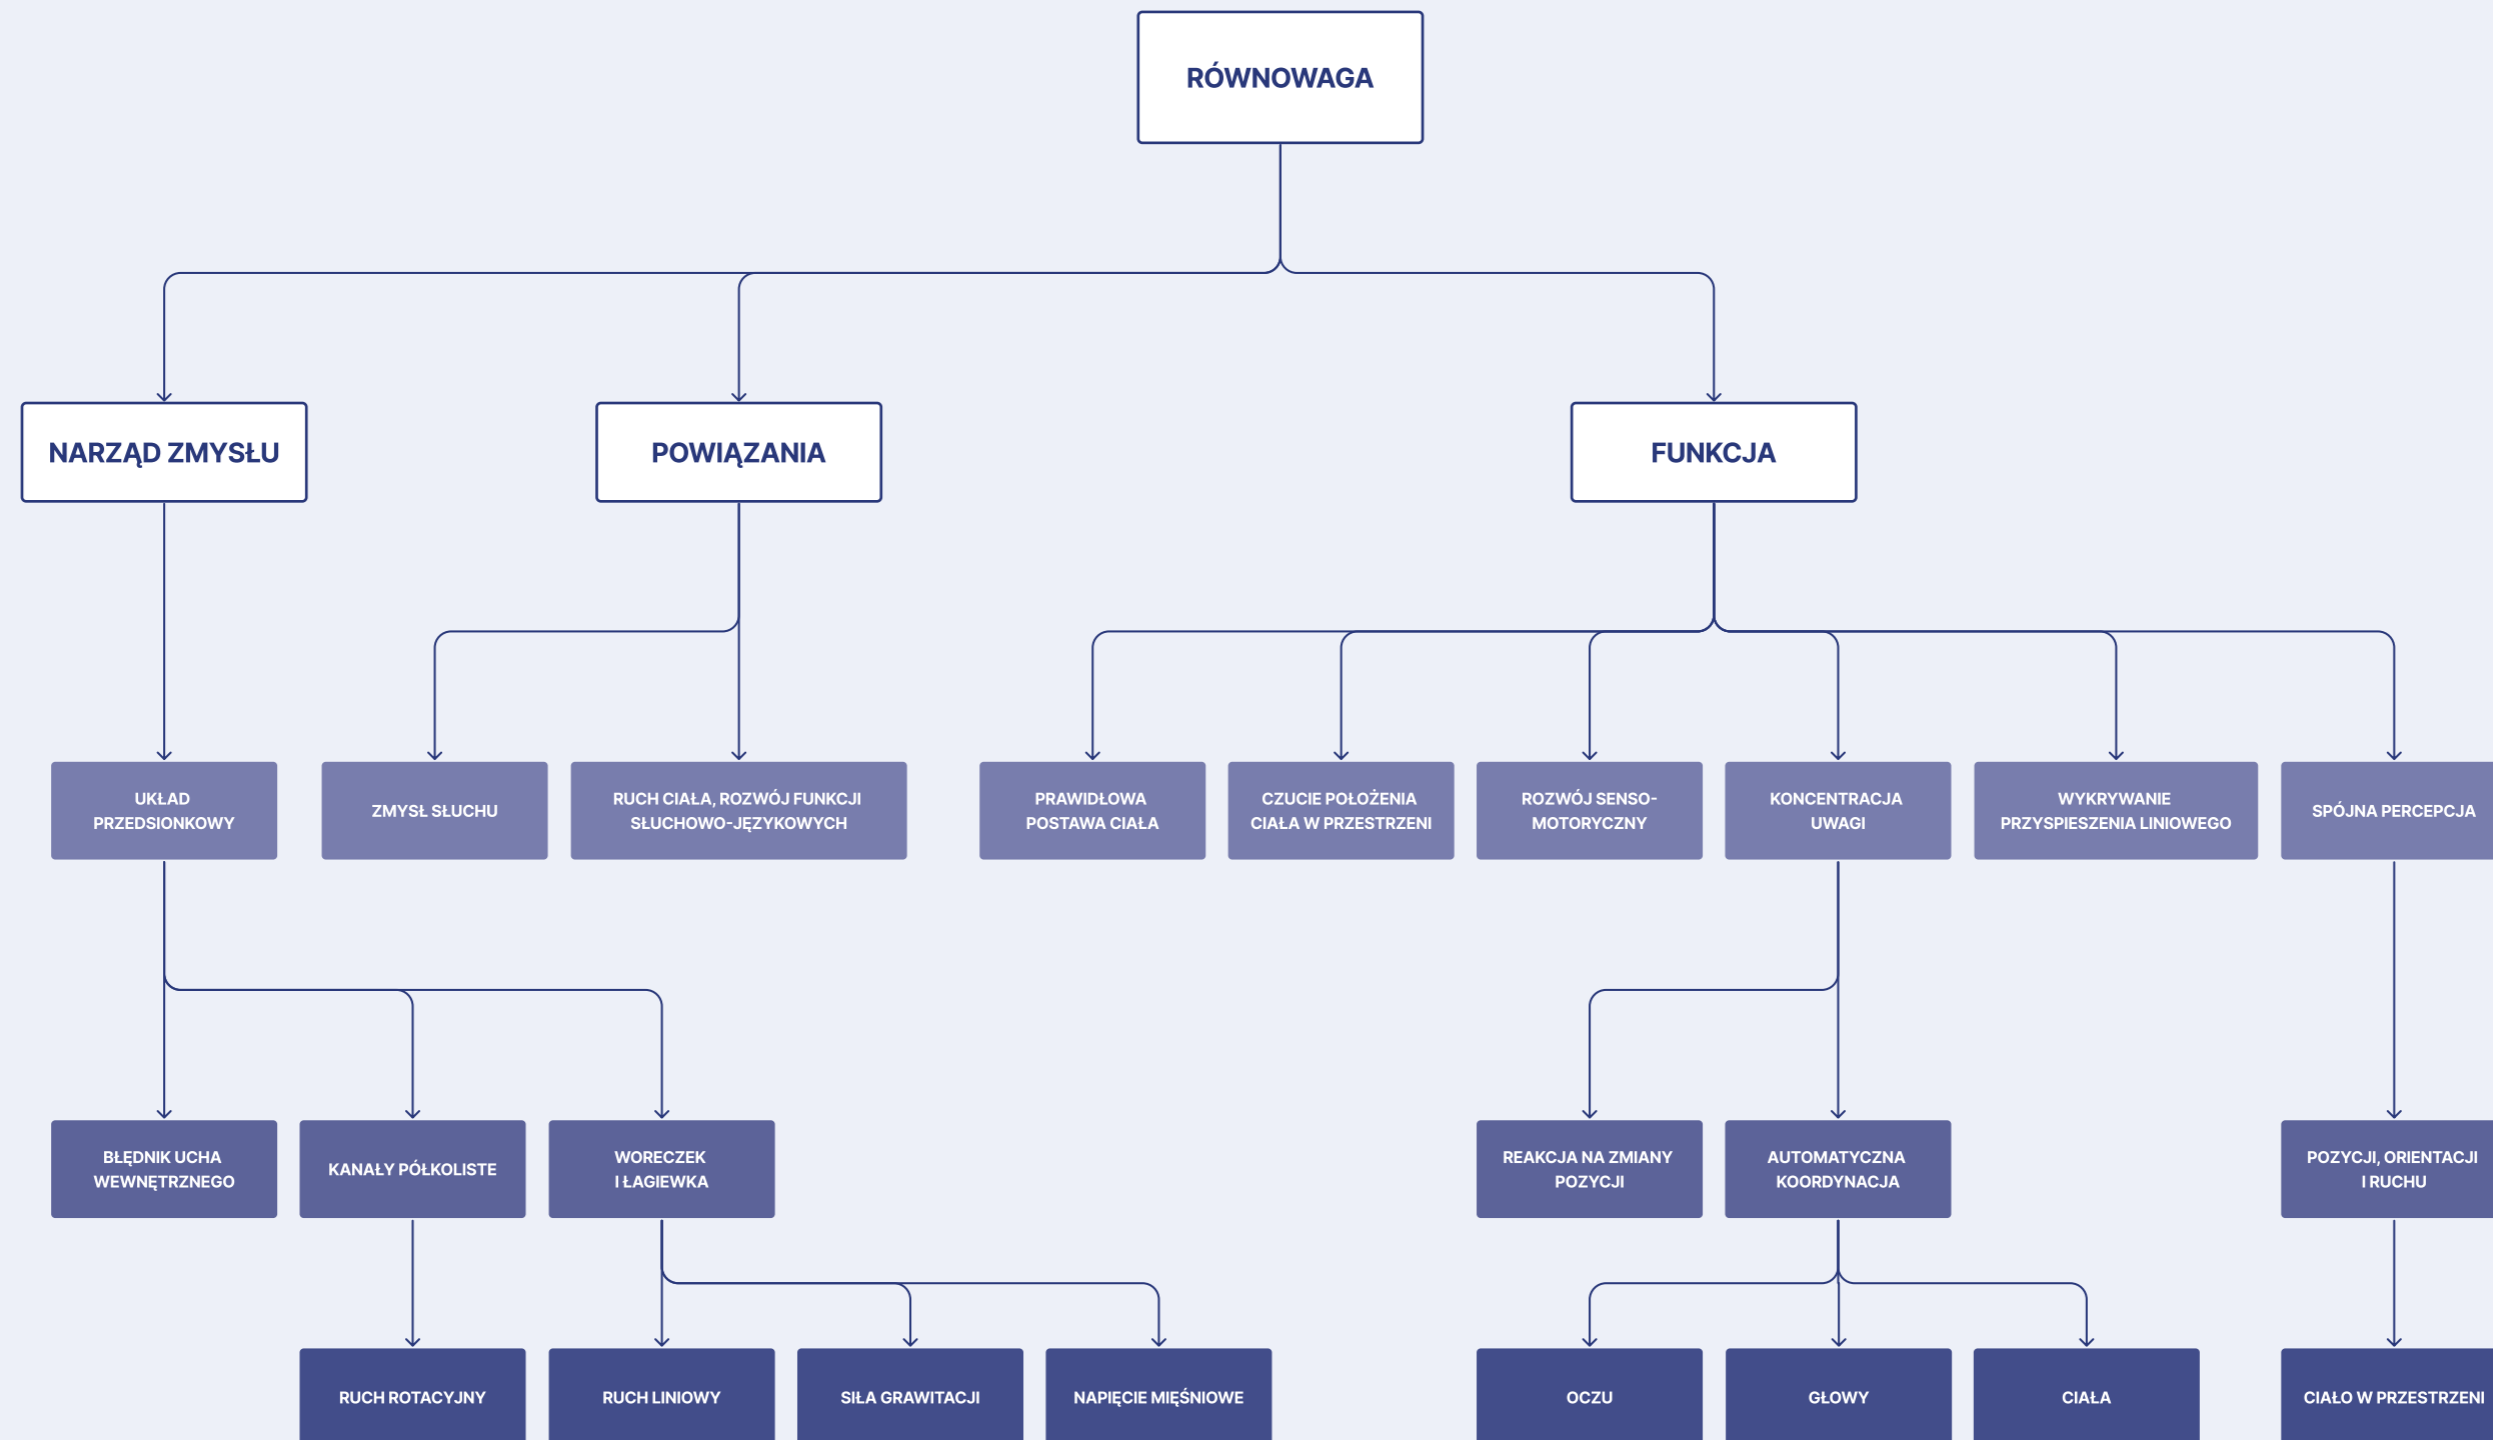 RÓWNOWAGA
NARZĄD ZMYSŁU
POWIĄZANIA
FUNKCJA
UKŁAD
PRZEDSIONKOWY
ZMYSŁ SŁUCHU
RUCH CIAŁA, ROZWÓJ FUNKCJI
SŁUCHOWO-JĘZYKOWYCH
PRAWIDŁOWA
POSTAWA CIAŁA
CZUCIE POŁOŻENIA
CIAŁA W PRZESTRZENI
ROZWÓJ SENSO-
MOTORYCZNY
KONCENTRACJA
UWAGI
WYKRYWANIE
PRZYSPIESZENIA LINIOWEGO
SPÓJNA PERCEPCJA
BŁĘDNIK UCHA
WEWNĘTRZNEGO
KANAŁY PÓŁKOLISTE
WORECZEK
I ŁAGIEWKA
REAKCJA NA ZMIANY
POZYCJI
AUTOMATYCZNA
KOORDYNACJA
POZYCJI, ORIENTACJI
I RUCHU
RUCH ROTACYJNY
RUCH LINIOWY
SIŁA GRAWITACJI
NAPIĘCIE MIĘŚNIOWE
OCZU
GŁOWY
CIAŁA
CIAŁO W PRZESTRZENI